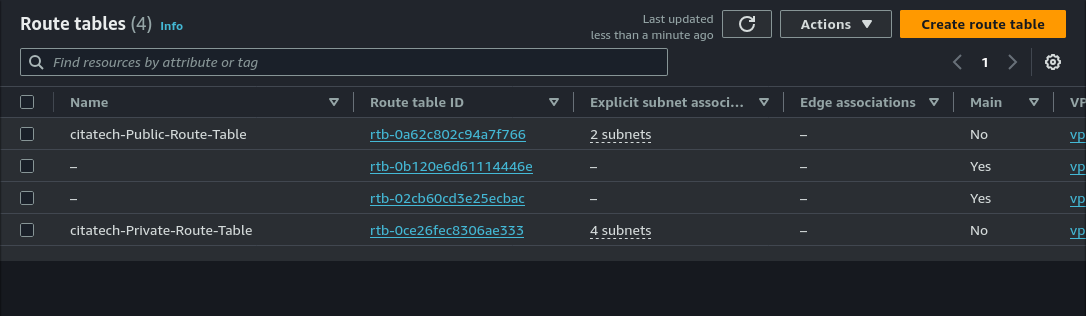 Route tables (4) Info
Last updated
less than a minute ago
Actions
Create route table
Find resources by attribute or tag
1
Name Route table ID Explicit subnet associ... Edge associations Main VP
citatech-Public-Route-Table rtb-0a62c802c94a7f766 2 subnets – No vp
– rtb-0b120e6d61114446e – – Yes vp
– rtb-02cb60cd3e25ecbac – – Yes vp
citatech-Private-Route-Table rtb-0ce26fec8306ae333 4 subnets – No vp